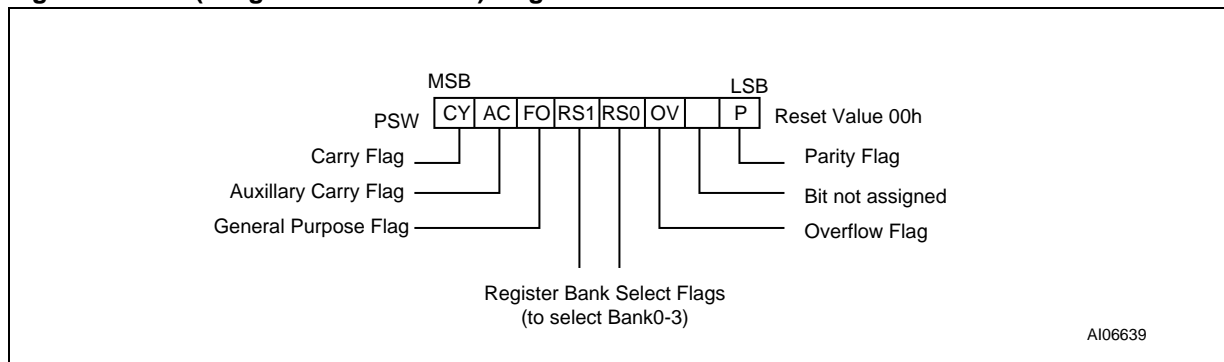 MSB
LSB
PSW CY AC FO RS1 RS0 OV P Reset Value 00h
Carry Flag
Parity Flag
Auxillary Carry Flag
Bit not assigned
General Purpose Flag
Overflow Flag
Register Bank Select Flags
(to select Bank0-3)
AI06639